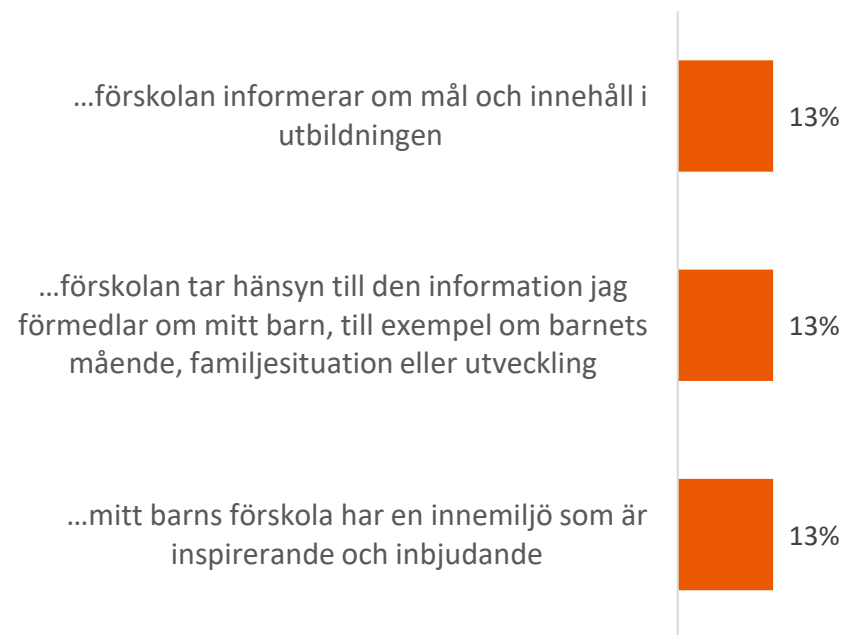 …förskolan informerar om mål och innehåll i
utbildningen
13%
…förskolan tar hänsyn till den information jag
förmedlar om mitt barn, till exempel om barnets
mående, familjesituation eller utveckling
13%
…mitt barns förskola har en innemiljö som är
inspirerande och inbjudande
13%